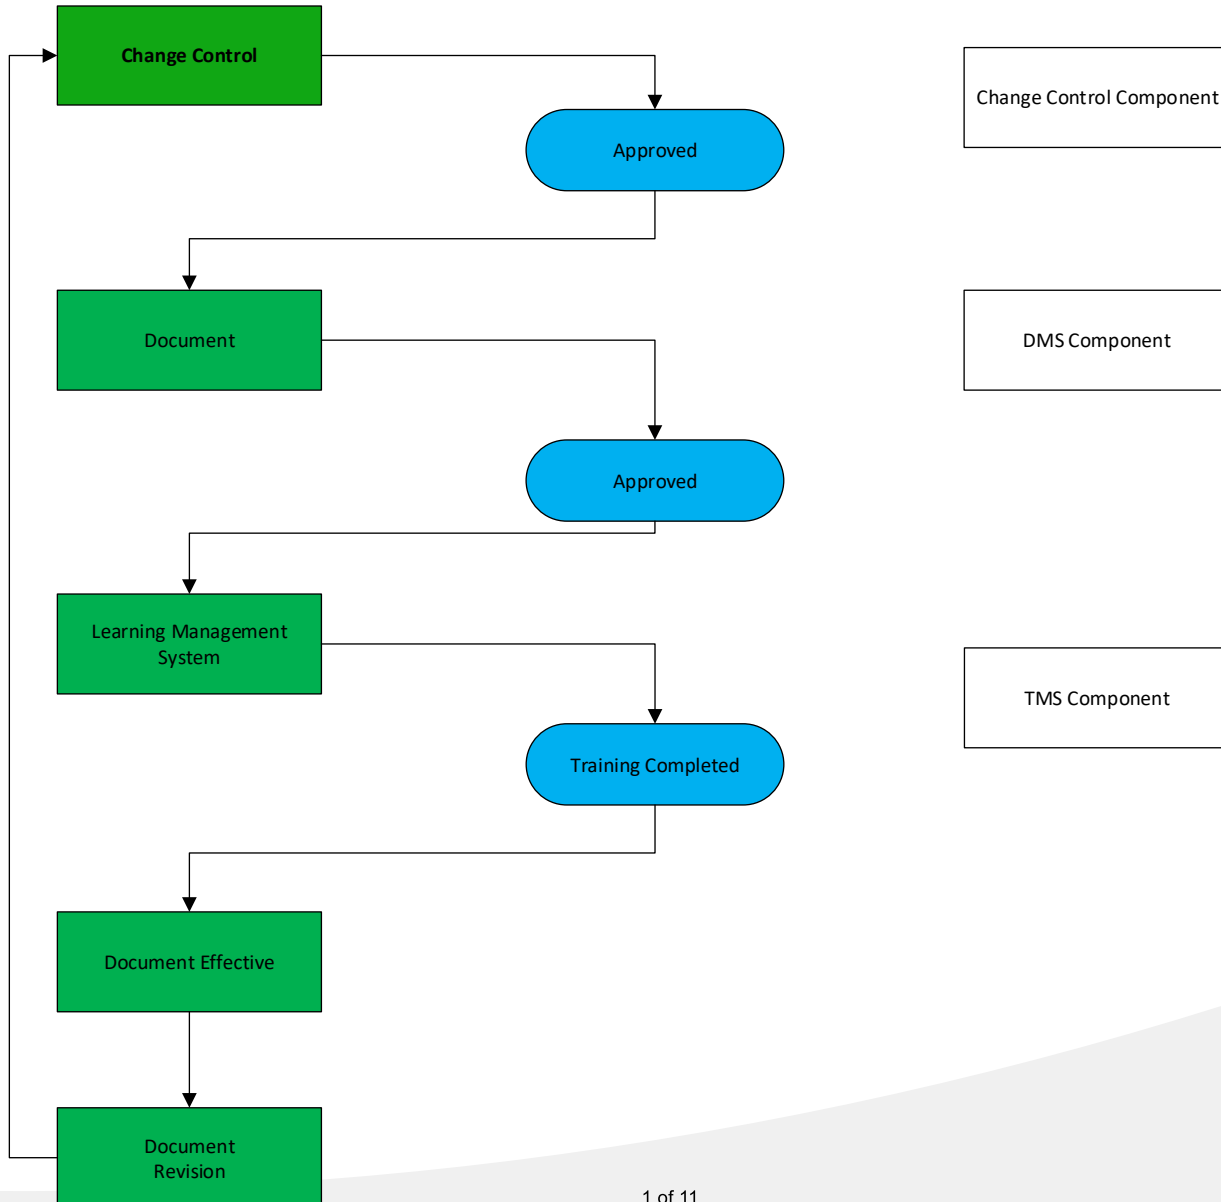 Change Control
Change Control Component
Approved
Document
DMS Component
Approved
Learning Management
System
TMS Component
Training Completed
Document Effective
Document
Revision
1 of 11